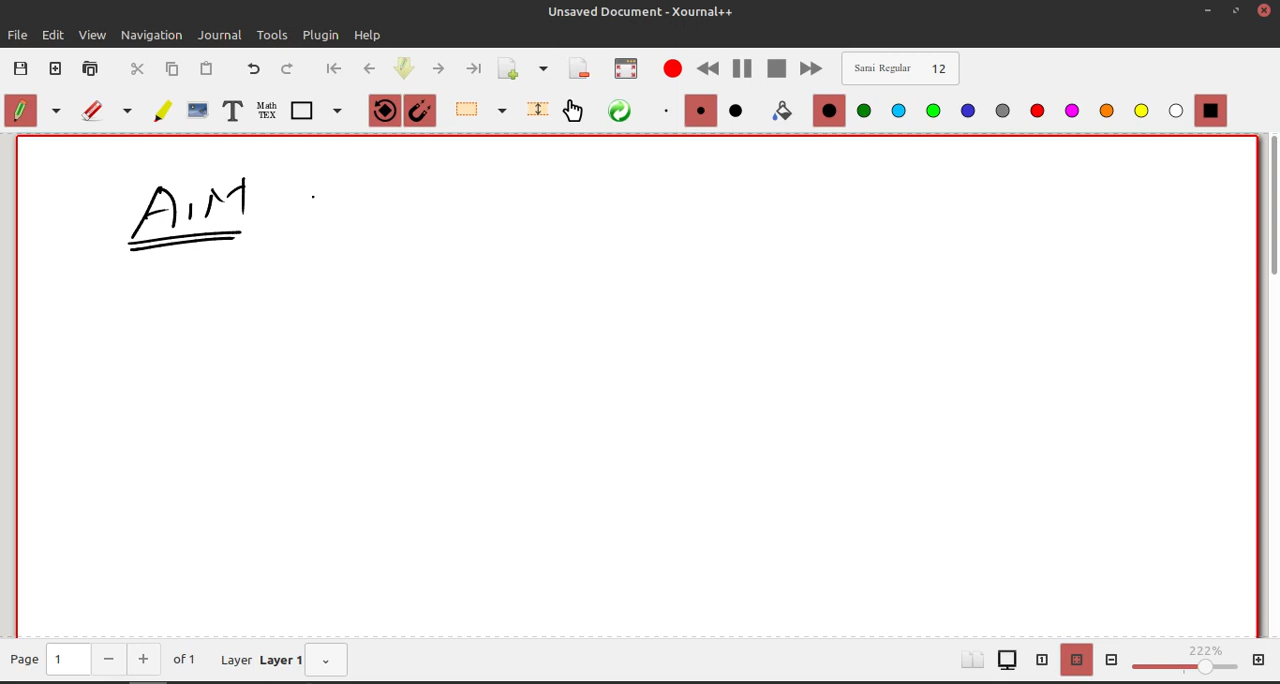 Unsaved Document - Xournal++
File Edit View Navigation Journal Tools Plugin Help
Sarai Regular 12
Math
TEX
AIM
Page 1 of 1 Layer Layer 1 222%